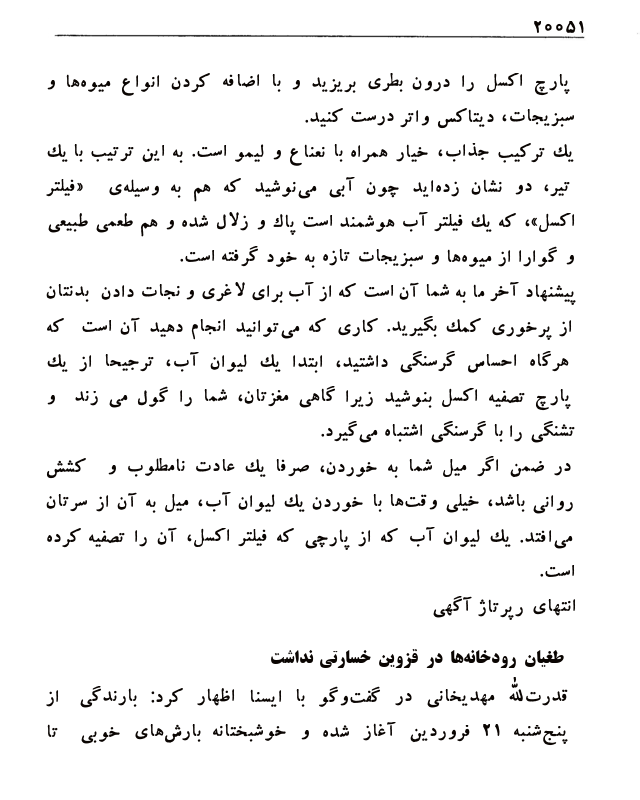 ۲۰۰۵۱
پارچ اکسل را درون بطری بریزید و با اضافه کردن انواع میوه‌ها و
سبزیجات، دیتاکس واتر درست کنید.
یك ترکیب جذاب، خیار همراه با نعناع و لیمو است. به این ترتیب با یك
تیر، دو نشان زده‌اید چون آبی می‌نوشید که هم به وسیله‌ی «فیلتر
اکسل»، که یك فیلتر آب هوشمند است پاك و زلال شده و هم طعمی طبیعی
و گوارا از میوه‌ها و سبزیجات تازه به خود گرفته است.
پیشنهاد آخر ما به شما آن است که از آب برای لاغری و نجات دادن بدنتان
از پرخوری کمك بگیرید. کاری که می‌توانید انجام دهید آن است که
هرگاه احساس گرسنگی داشتید، ابتدا یك لیوان آب، ترجیحا از یك
پارچ تصفیه اکسل بنوشید زیرا گاهی مغزتان، شما را گول می زند و
تشنگی را با گرسنگی اشتباه می‌گیرد.
در ضمن اگر میل شما به خوردن، صرفا یك عادت نامطلوب و کشش
روانی باشد، خیلی وقت‌ها با خوردن یك لیوان آب، میل به آن از سرتان
می‌افتد. یك لیوان آب که از پارچی که فیلتر اکسل، آن را تصفیه کرده
است.
انتهای رپرتاژ آگهی
طغیان رودخانه‌ها در قزوین خسارتی نداشت
قدرت‌الله مهدیخانی در گفت‌وگو با ایسنا اظهار کرد: بارندگی از
پنج‌شنبه ۲۱ فروردین آغاز شده و خوشبختانه بارش‌های خوبی تا